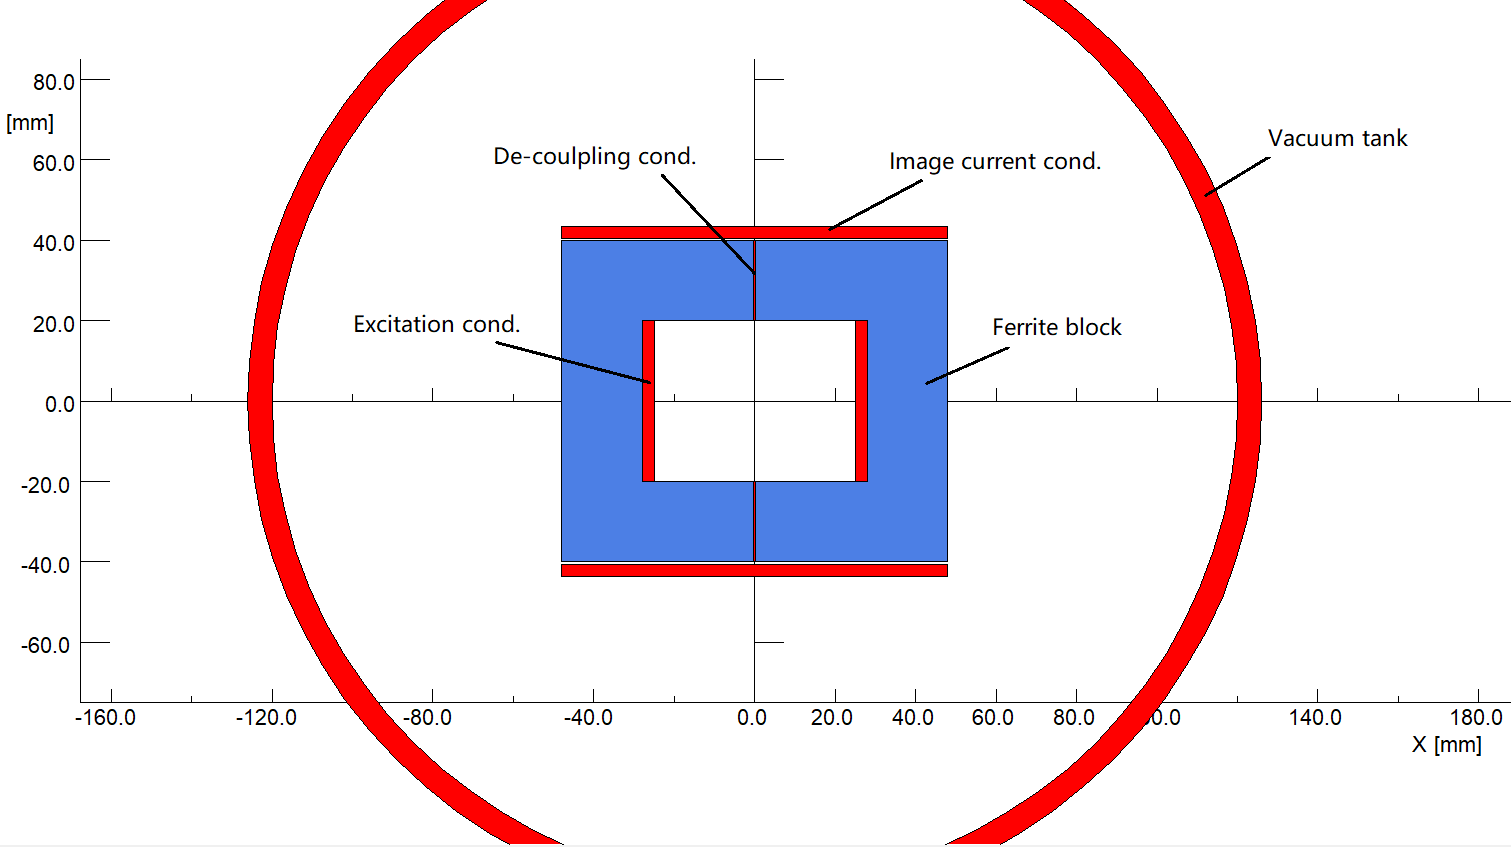 80.0
[mm]
Vacuum tank
De-coulpling cond.
Image current cond.
60.0
40.0
20.0
Excitation cond.
Ferrite block
0.0
-20.0
-40.0
-60.0
-160.0 -120.0 -80.0 -40.0 0.0 20.0 40.0 60.0 80.0 00.0 140.0 180.0
X [mm]